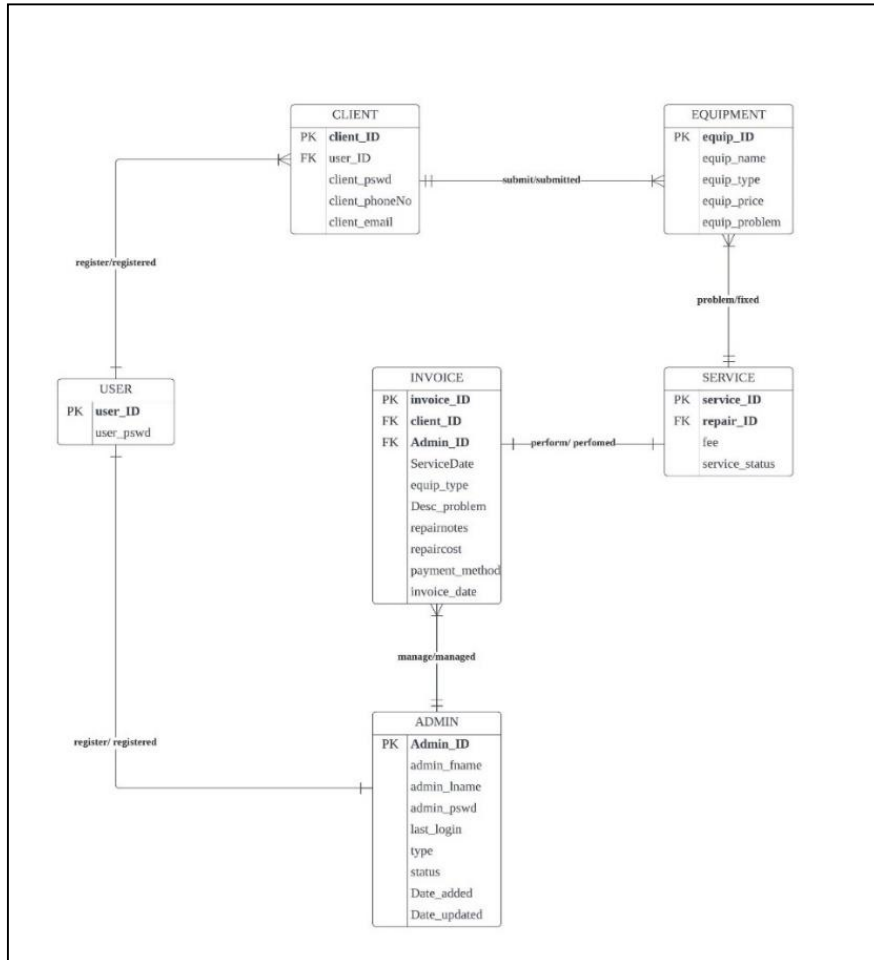 CLIENT
PK client_ID
FK user_ID
client_pswd
client_phoneNo
client_email
EQUIPMENT
PK equip_ID
equip_name
equip_type
equip_price
equip_problem
submit/submitted
register/registered
problem/fixed
USER
PK user_ID
user_pswd
INVOICE
PK invoice_ID
FK client_ID
FK Admin_ID
ServiceDate
equip_type
Desc_problem
repairnotes
repaircost
payment_method
invoice_date
SERVICE
PK service_ID
FK repair_ID
fee
service_status
perform/ perfomed
manage/managed
register/ registered
ADMIN
PK Admin_ID
admin_fname
admin_lname
admin_pswd
last_login
type
status
Date_added
Date_updated